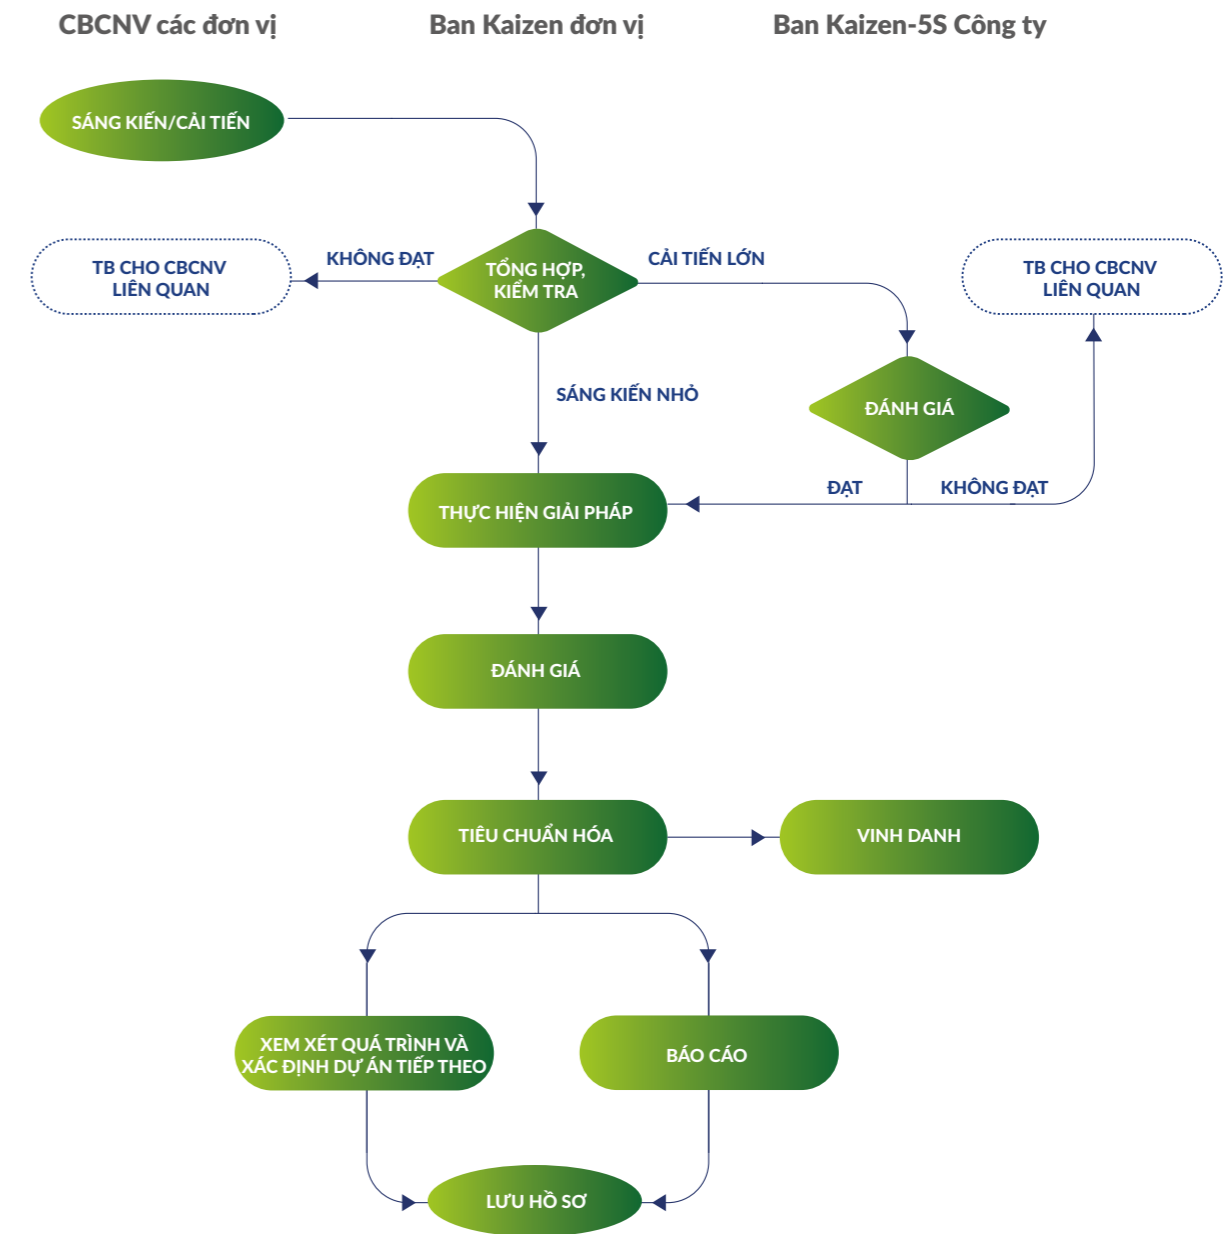 CBCNV các đơn vị
Ban Kaizen đơn vị
Ban Kaizen-5S Công ty
SÁNG KIẾN/CẢI TIẾN
TB CHO CBCNV
LIÊN QUAN
KHÔNG ĐẠT
TỔNG HỢP,
KIỂM TRA
CẢI TIẾN LỚN
TB CHO CBCNV
LIÊN QUAN
SÁNG KIẾN NHỎ
ĐÁNH GIÁ
ĐẠT
KHÔNG ĐẠT
THỰC HIỆN GIẢI PHÁP
ĐÁNH GIÁ
TIÊU CHUẨN HÓA
VINH DANH
XEM XÉT QUÁ TRÌNH VÀ
XÁC ĐỊNH DỰ ÁN TIẾP THEO
BÁO CÁO
LƯU HỒ SƠ